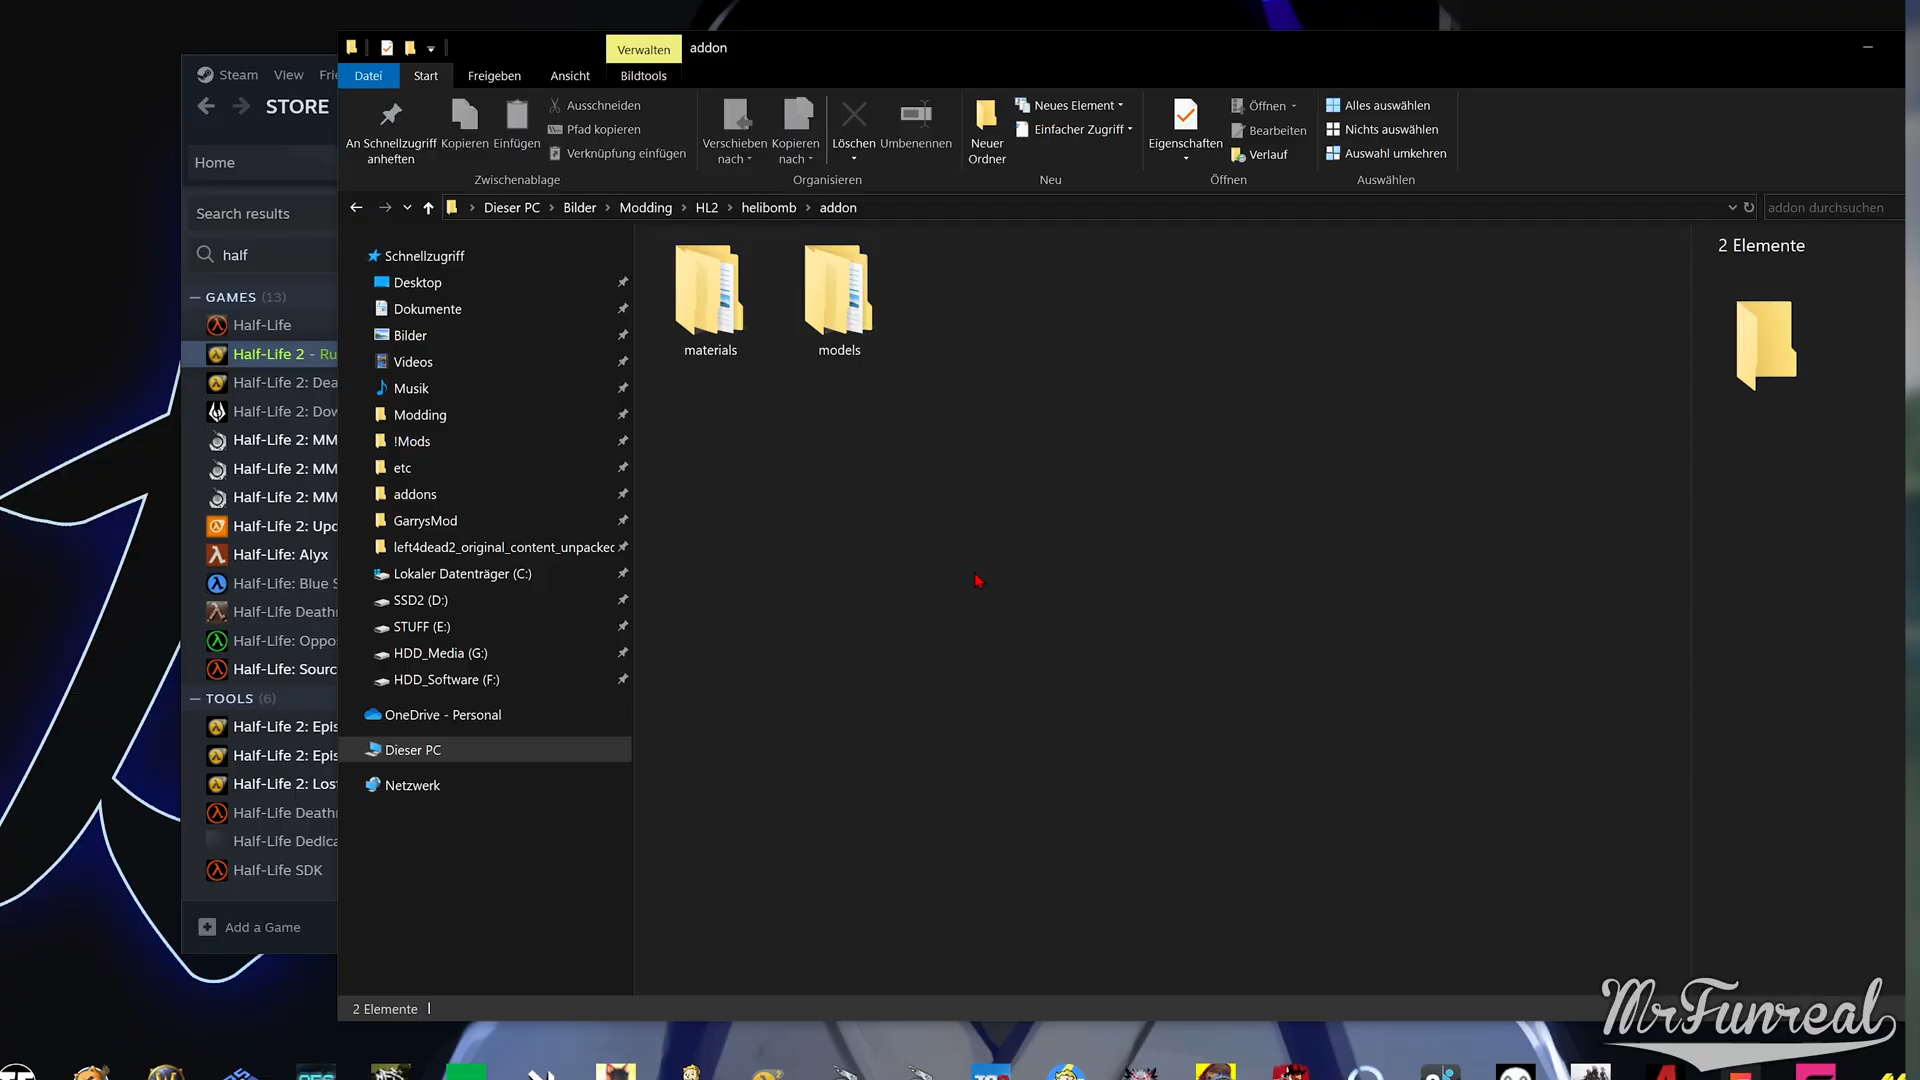 Steam View Frie
STORE
Home
Search results
half
GAMES (13)
Half-Life
Half-Life 2 - Ru
Half-Life 2: Dea
Half-Life 2: Dow
Half-Life 2: MM
Half-Life 2: MM
Half-Life 2: MM
Half-Life 2: Upd
Half-Life: Alyx
Half-Life: Blue S
Half-Life Deathm
Half-Life: Oppos
Half-Life: Sourc
TOOLS (6)
Half-Life 2: Epis
Half-Life 2: Epis
Half-Life 2: Lost
Half-Life Deathm
Half-Life Dedica
Half-Life SDK
Add a Game
Verwalten addon
Datei Start Freigeben Ansicht Bildtools
An Schnellzugriff anheften
Kopieren
Einfügen
Ausschneiden
Pfad kopieren
Verknüpfung einfügen
Zwischenablage
Verschieben nach
Kopieren nach
Löschen
Umbenennen
Organisieren
Neuer Ordner
Neues Element
Einfacher Zugriff
Neu
Eigenschaften
Öffnen
Bearbeiten
Verlauf
Öffnen
Alles auswählen
Nichts auswählen
Auswahl umkehren
Auswählen
Dieser PC Bilder Modding HL2 helibomb addon
addon durchsuchen
Schnellzugriff
Desktop
Dokumente
Bilder
Videos
Musik
Modding
!Mods
etc
addons
GarrysMod
left4dead2_original_content_unpacked
Lokaler Datenträger (C:)
SSD2 (D:)
STUFF (E:)
HDD_Media (G:)
HDD_Software (F:)
OneDrive - Personal
Dieser PC
Netzwerk
materials
models
2 Elemente
2 Elemente
MrFunreal